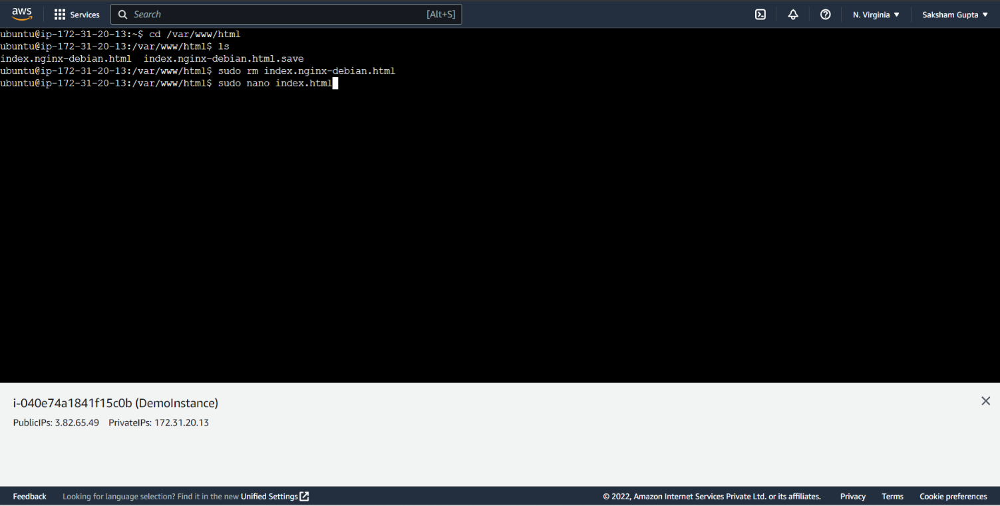 aws Services Search [Alt+S] N. Virginia ▼ Saksham Gupta ▼
ubuntu@ip-172-31-20-13:~$ cd /var/www/html
ubuntu@ip-172-31-20-13:/var/www/html$ ls
index.nginx-debian.html  index.nginx-debian.html.save
ubuntu@ip-172-31-20-13:/var/www/html$ sudo rm index.nginx-debian.html
ubuntu@ip-172-31-20-13:/var/www/html$ sudo nano index.html
i-040e74a1841f15c0b (DemoInstance)
PublicIPs: 3.82.65.49 PrivateIPs: 172.31.20.13
Feedback Looking for language selection? Find it in the new Unified Settings © 2022, Amazon Internet Services Private Ltd. or its affiliates. Privacy Terms Cookie preferences